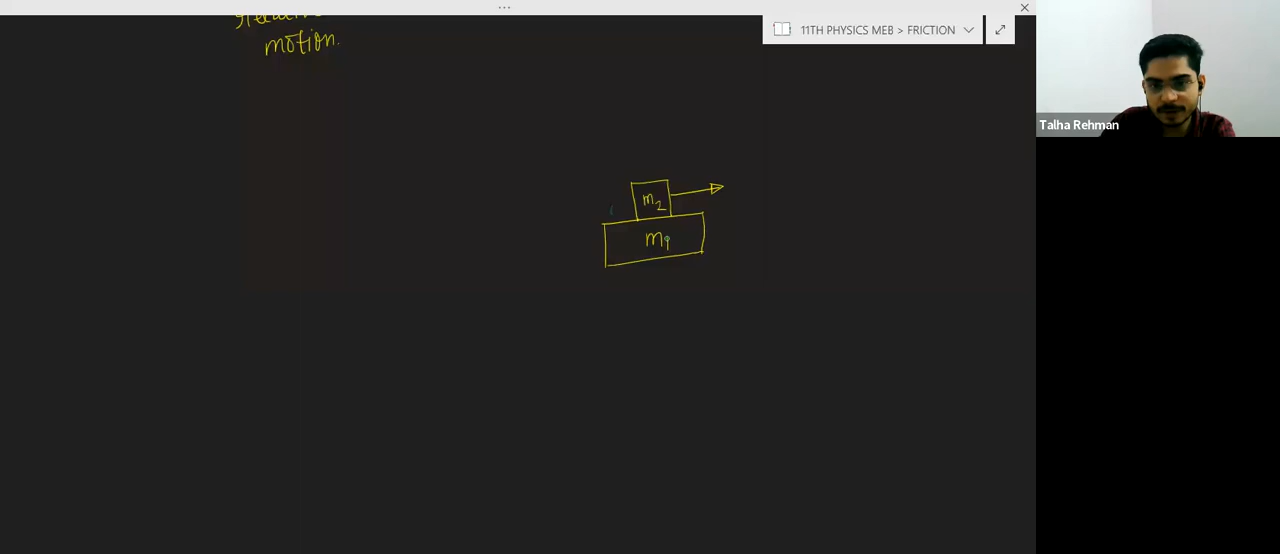 motion.
11TH PHYSICS MEB > FRICTION
Talha Rehman
m₂
m₁